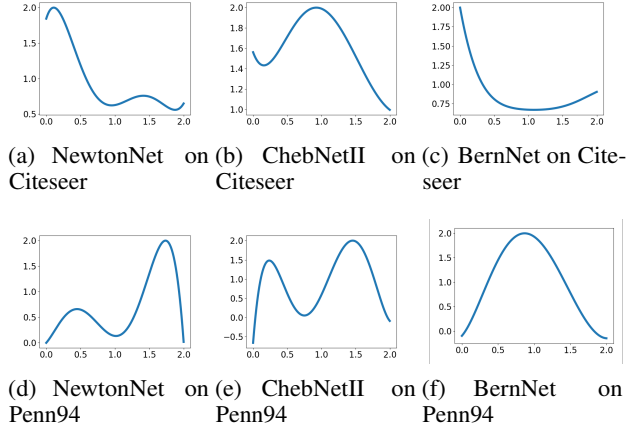 2.0
1.5
1.0
0.5
0.0 0.5 1.0 1.5 2.0
2.0
1.8
1.6
1.4
1.2
1.0
0.0 0.5 1.0 1.5 2.0
2.00
1.75
1.50
1.25
1.00
0.75
0.0 0.5 1.0 1.5 2.0
(a) NewtonNet on
Citeseer
(b) ChebNetII on
Citeseer
(c) BernNet on Cite-
seer
2.0
1.5
1.0
0.5
0.0
0.0 0.5 1.0 1.5 2.0
2.0
1.5
1.0
0.5
0.0
−0.5
0.0 0.5 1.0 1.5 2.0
2.0
1.5
1.0
0.5
0.0
0.0 0.5 1.0 1.5 2.0
(d) NewtonNet on
Penn94
(e) ChebNetII on
Penn94
(f) BernNet on
Penn94